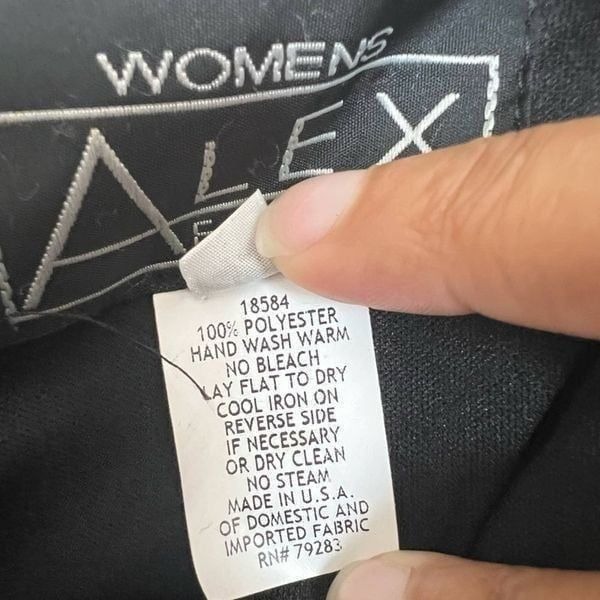 WOMENS
ALEX
18584
100% POLYESTER
HAND WASH WARM
NO BLEACH
LAY FLAT TO DRY
COOL IRON ON
REVERSE SIDE
IF NECESSARY
OR DRY CLEAN
NO STEAM
MADE IN U.S.A.
OF DOMESTIC AND
IMPORTED FABRIC
RN# 79283